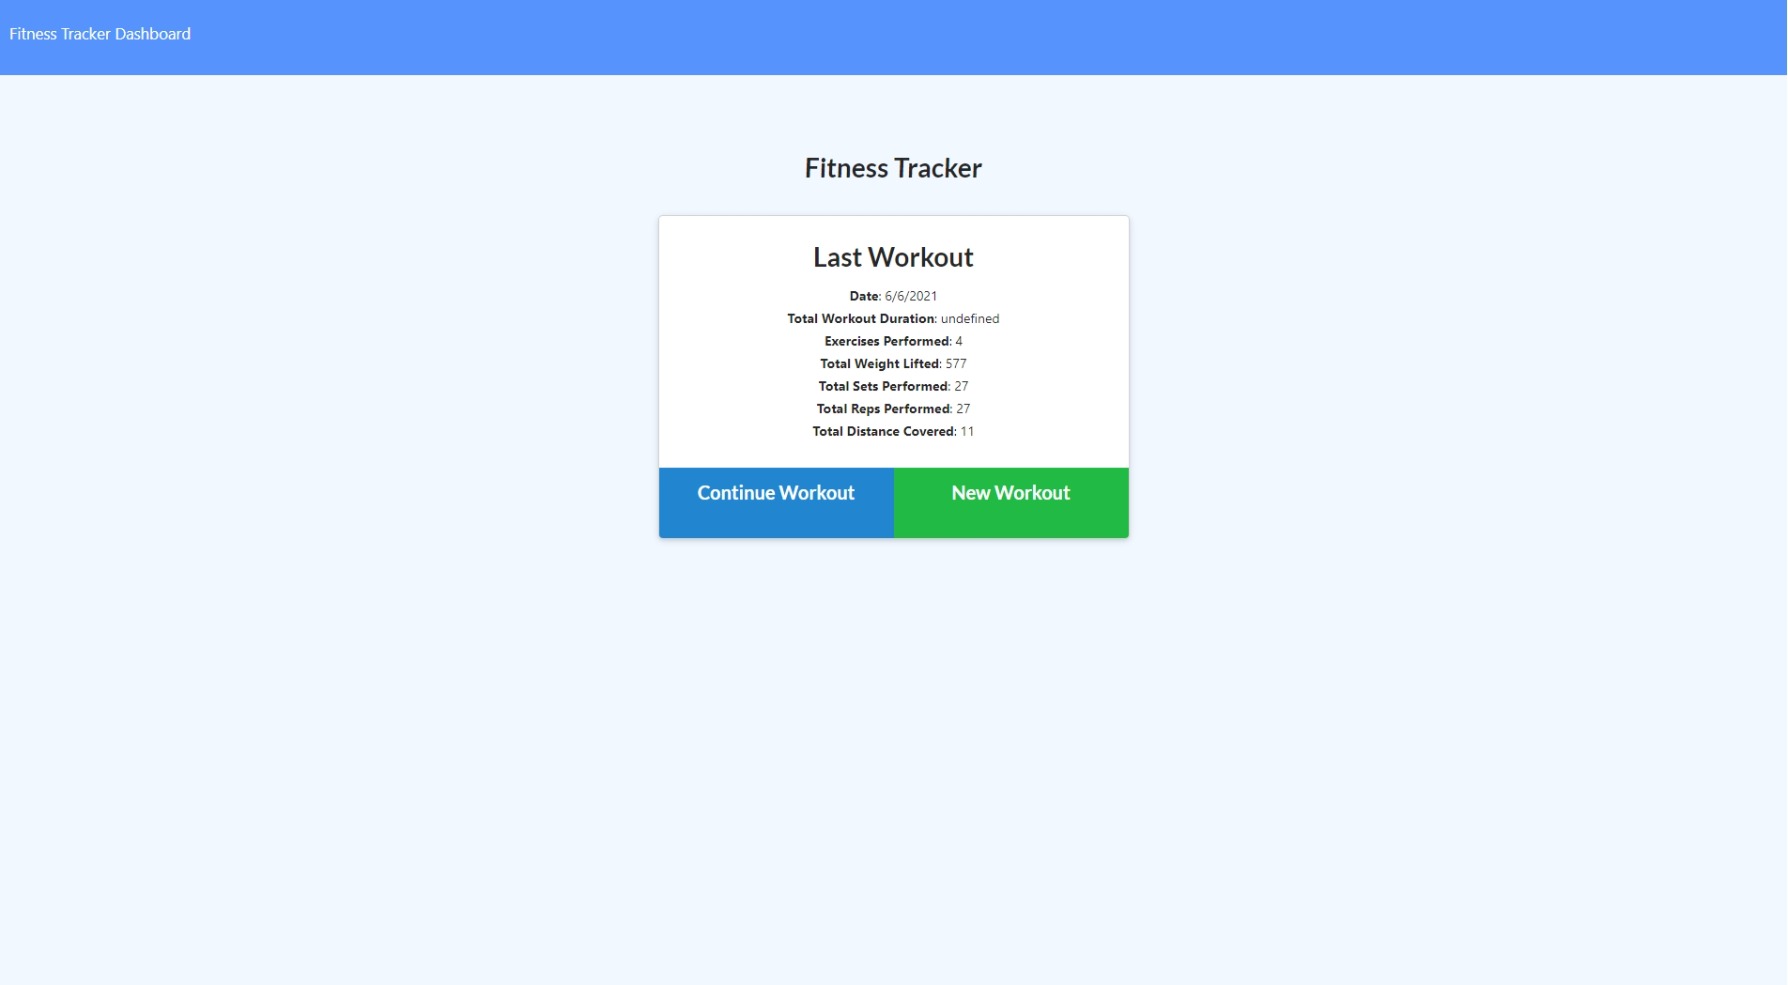 Fitness Tracker Dashboard
Fitness Tracker
Last Workout
Date: 6/6/2021
Total Workout Duration: undefined
Exercises Performed: 4
Total Weight Lifted: 577
Total Sets Performed: 27
Total Reps Performed: 27
Total Distance Covered: 11
Continue Workout
New Workout